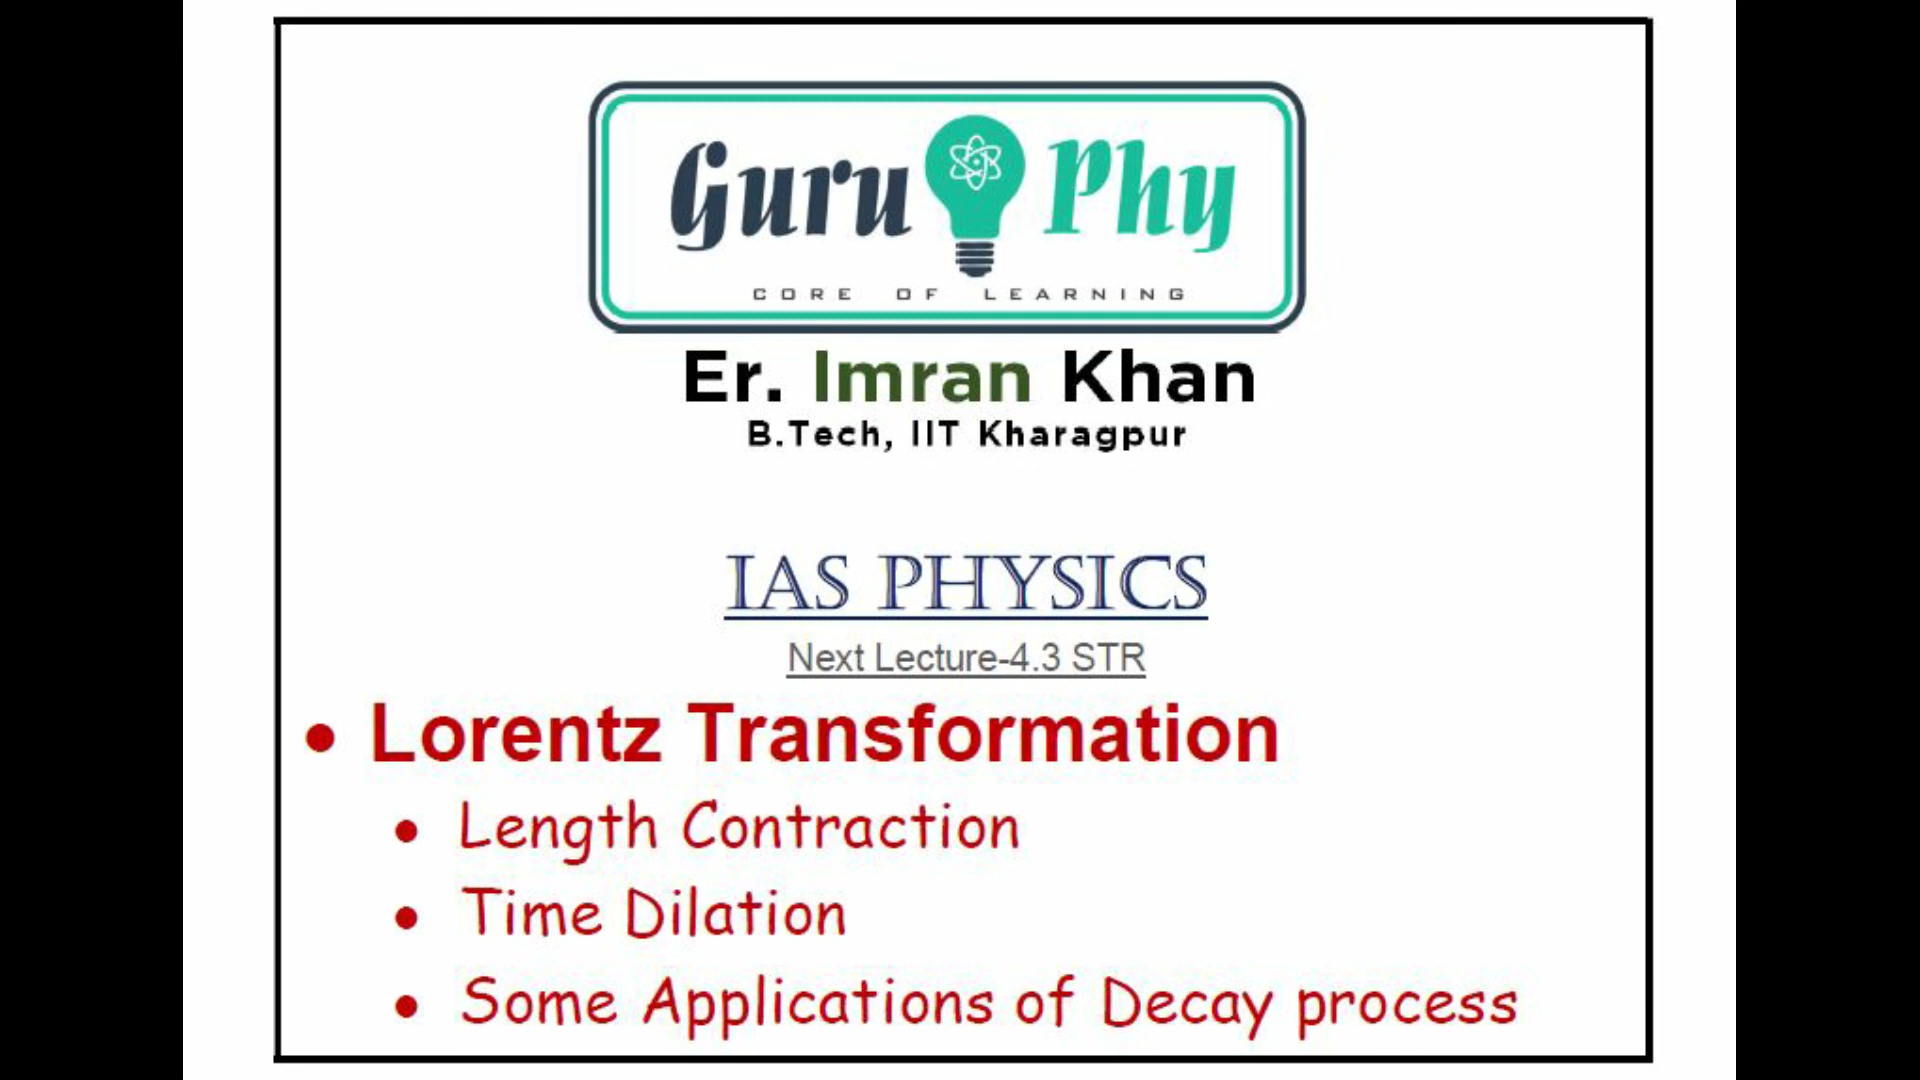 Guru Phy
CORE OF LEARNING
Er. Imran Khan
B.Tech, IIT Kharagpur
IAS PHYSICS
Next Lecture-4.3 STR
• Lorentz Transformation
• Length Contraction
• Time Dilation
• Some Applications of Decay process